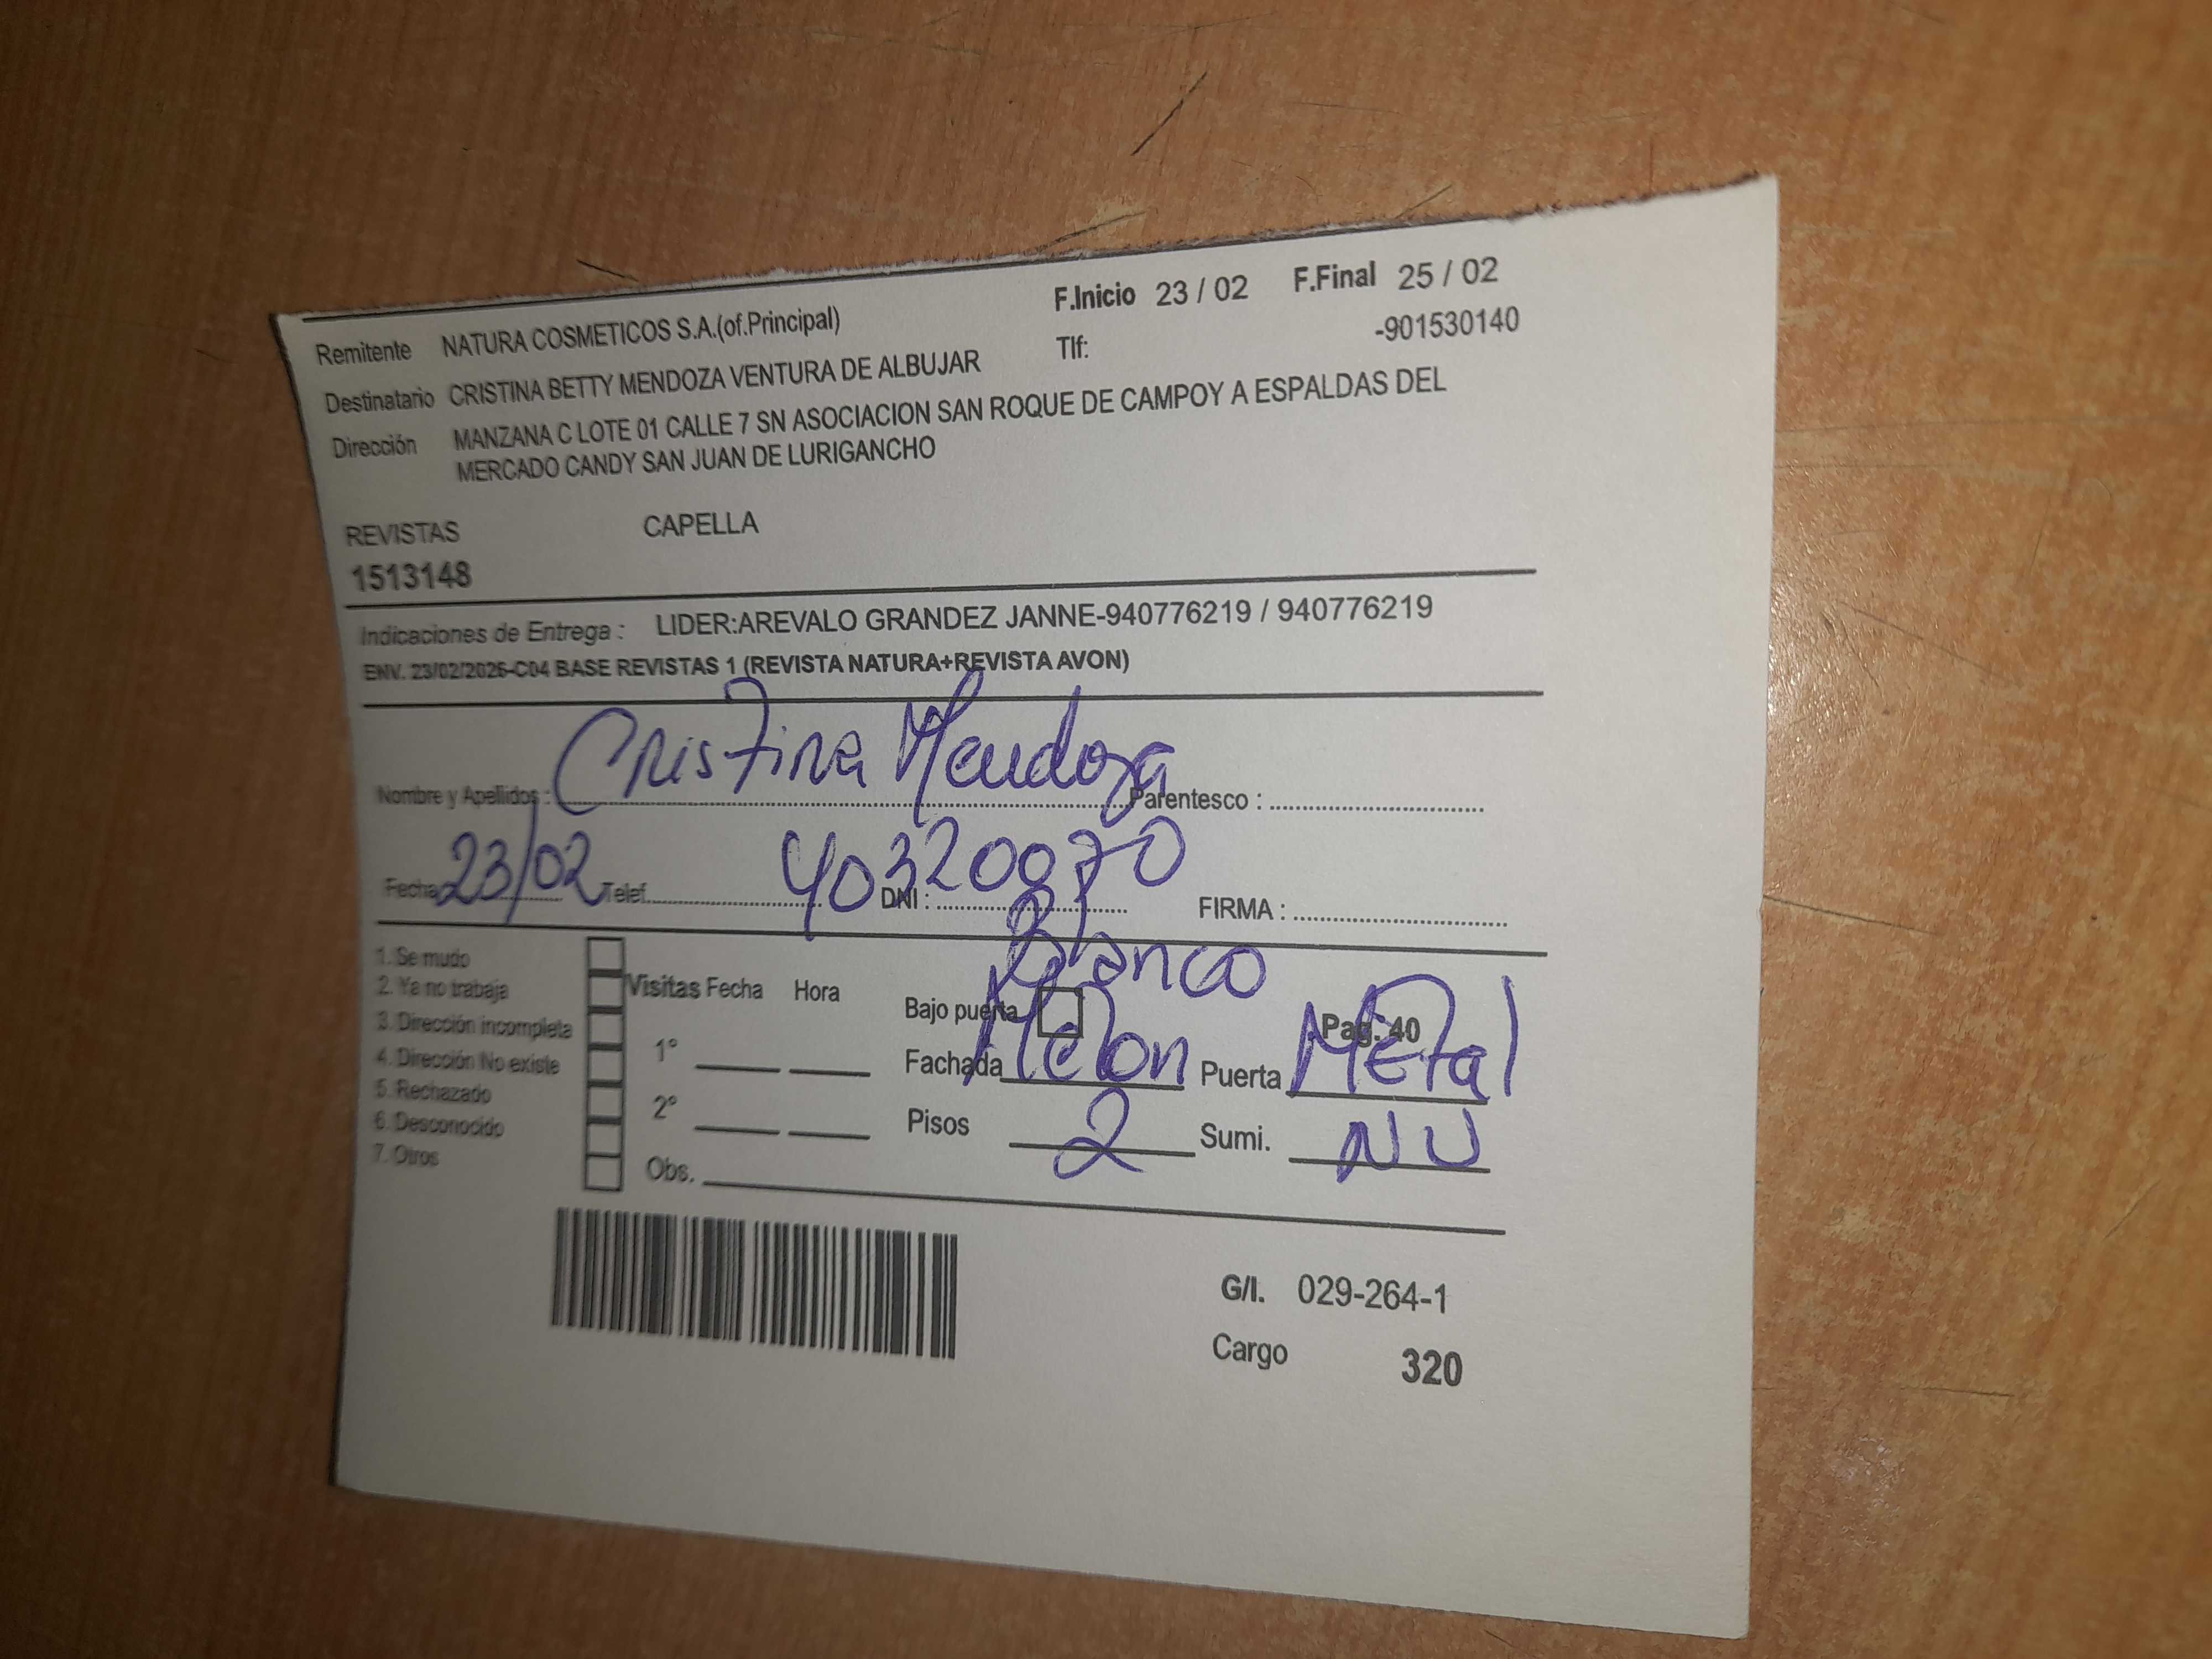 F.Inicio 23 / 02 F.Final 25 / 02
Remitente NATURA COSMETICOS S.A.(of.Principal) Tlf: -901530140
Destinatario CRISTINA BETTY MENDOZA VENTURA DE ALBUJAR
Dirección MANZANA C LOTE 01 CALLE 7 SN ASOCIACION SAN ROQUE DE CAMPOY A ESPALDAS DEL
MERCADO CANDY SAN JUAN DE LURIGANCHO
REVISTAS CAPELLA
1513148
Indicaciones de Entrega : LIDER:AREVALO GRANDEZ JANNE-940776219 / 940776219
ENV. 23/02/2026-C04 BASE REVISTAS 1 (REVISTA NATURA+REVISTA AVON)
Nombre y Apellidos : Cristina Mendoza Parentesco :
Fecha 23/02 Telef. DNI : 40320070 FIRMA :
1. Se mudo
2. Ya no trabaja
3. Dirección incompleta
4. Dirección No existe
5. Rechazado
6. Desconocido
7. Otros
Visitas Fecha Hora
1°
2°
Obs.
Blanco
Bajo puerta Pag: 40
Fachada Melon Puerta Metal
Pisos 2 Sumi. NU
G/I. 029-264-1
Cargo 320